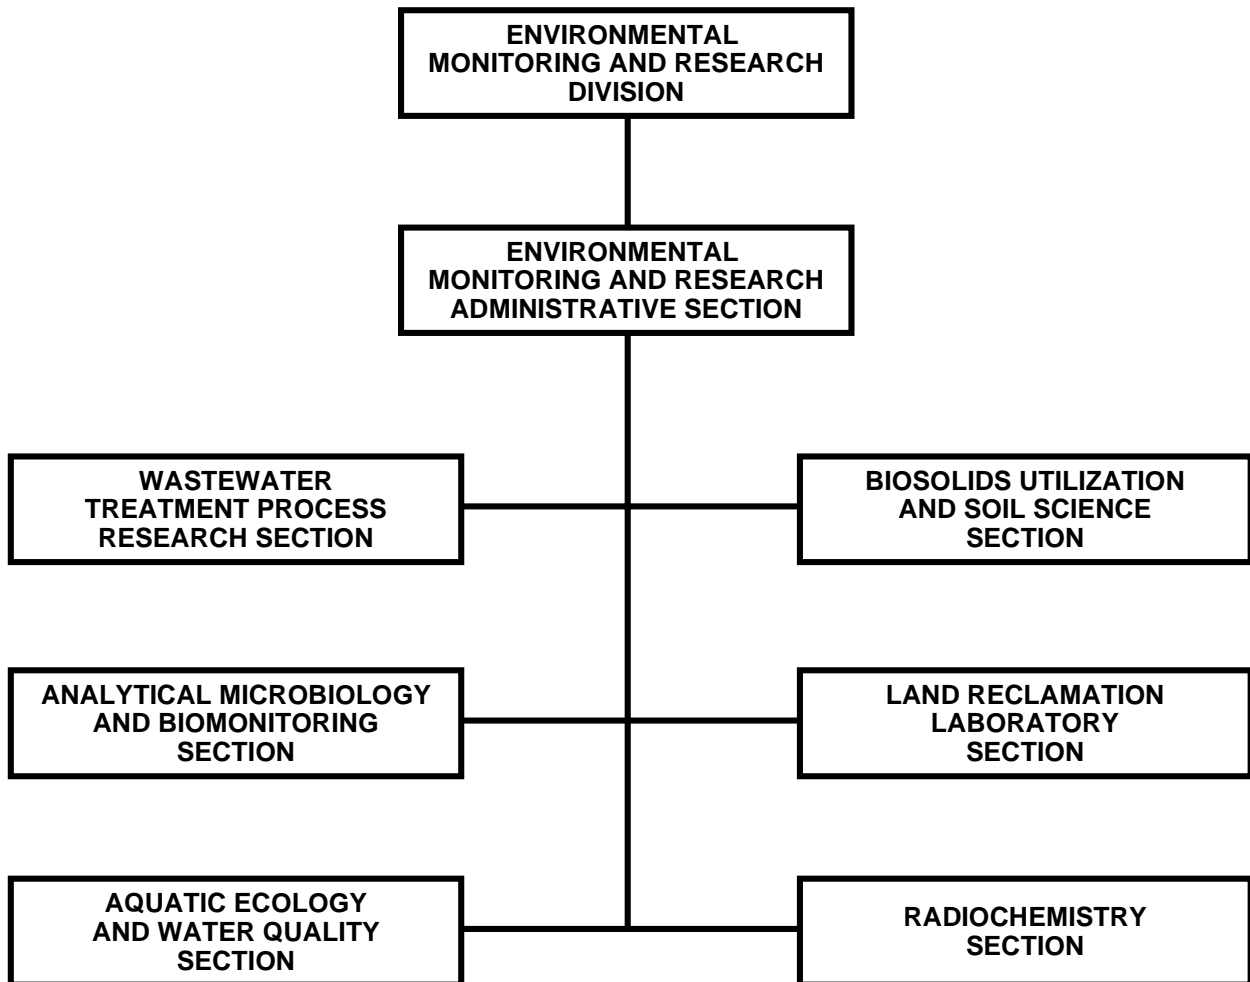 ENVIRONMENTAL
MONITORING AND RESEARCH
DIVISION
ENVIRONMENTAL
MONITORING AND RESEARCH
ADMINISTRATIVE SECTION
WASTEWATER
TREATMENT PROCESS
RESEARCH SECTION
BIOSOLIDS UTILIZATION
AND SOIL SCIENCE
SECTION
ANALYTICAL MICROBIOLOGY
AND BIOMONITORING
SECTION
LAND RECLAMATION
LABORATORY
SECTION
AQUATIC ECOLOGY
AND WATER QUALITY
SECTION
RADIOCHEMISTRY
SECTION